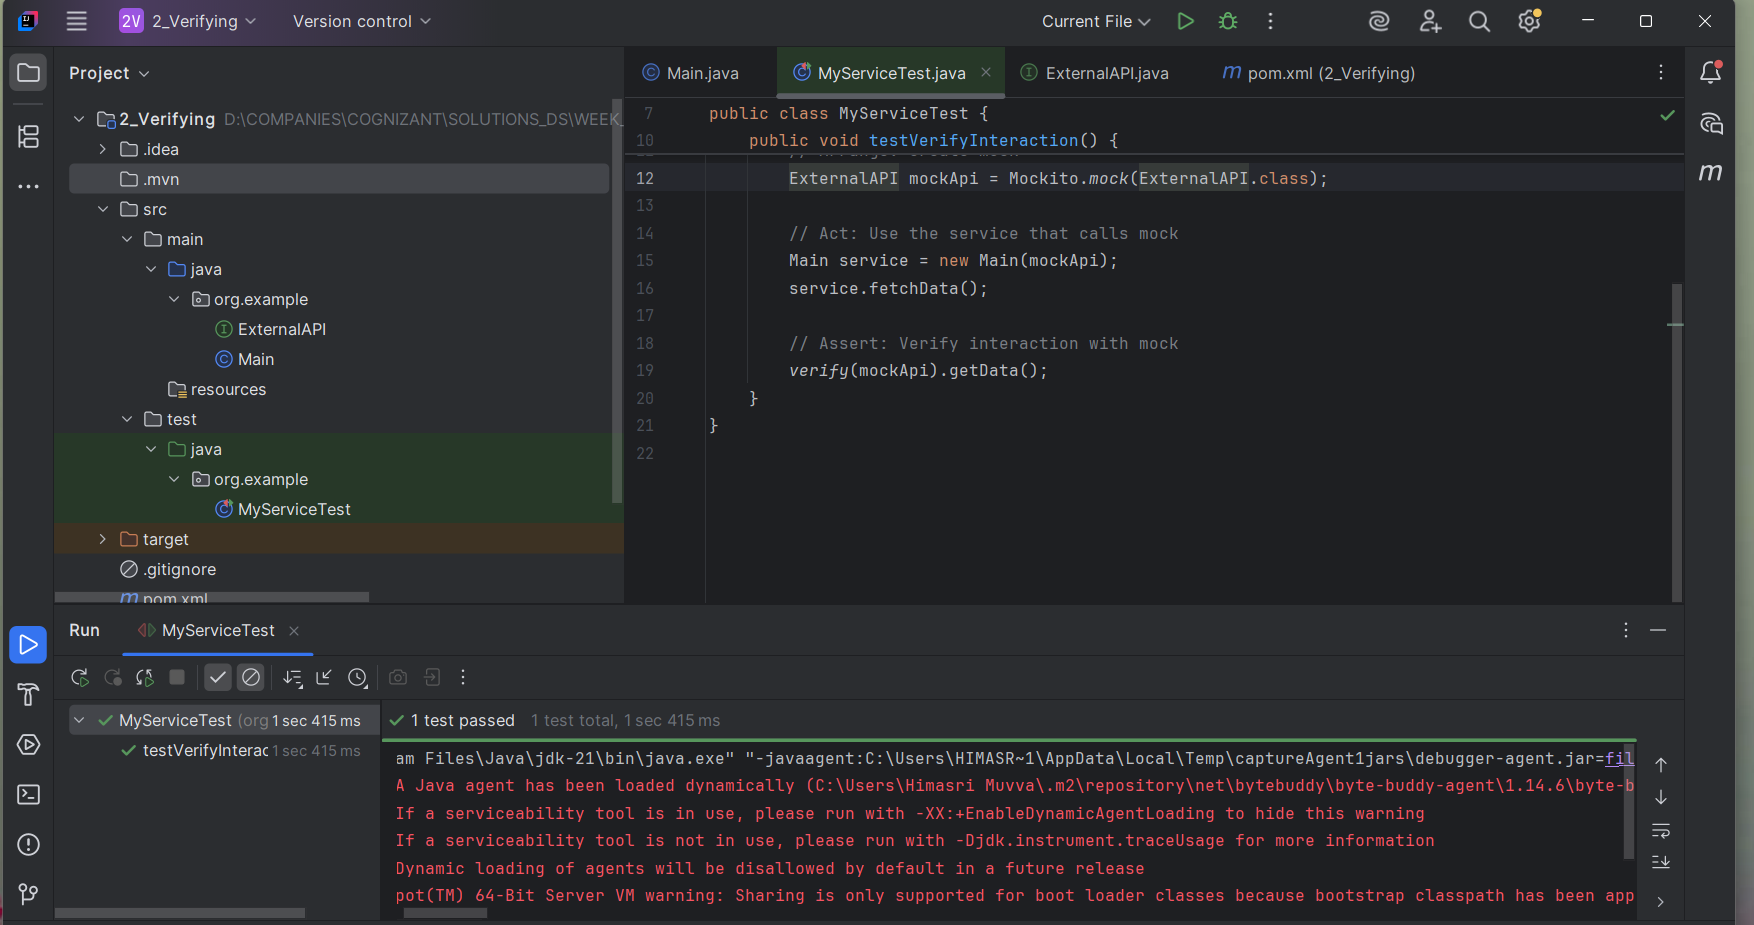 2V 2_Verifying Version control Current File
Project
Main.java MyServiceTest.java ExternalAPI.java m pom.xml (2_Verifying)
2_Verifying D:\COMPANIES\COGNIZANT\SOLUTIONS_DS\WEEK_
.idea
.mvn
src
main
java
org.example
ExternalAPI
Main
resources
test
java
org.example
MyServiceTest
target
.gitignore
m pom.xml
7 public class MyServiceTest {
10 public void testVerifyInteraction() {
12 ExternalAPI mockApi = Mockito.mock(ExternalAPI.class);
13
14 // Act: Use the service that calls mock
15 Main service = new Main(mockApi);
16 service.fetchData();
17
18 // Assert: Verify interaction with mock
19 verify(mockApi).getData();
20 }
21 }
22
m
Run MyServiceTest
MyServiceTest (org 1 sec 415 ms
testVerifyInterac 1 sec 415 ms
1 test passed 1 test total, 1 sec 415 ms
am Files\Java\jdk-21\bin\java.exe" "-javaagent:C:\Users\HIMASR~1\AppData\Local\Temp\captureAgent1jars\debugger-agent.jar=fil
A Java agent has been loaded dynamically (C:\Users\Himasri Muvva\.m2\repository\net\bytebuddy\byte-buddy-agent\1.14.6\byte-b
If a serviceability tool is in use, please run with -XX:+EnableDynamicAgentLoading to hide this warning
If a serviceability tool is not in use, please run with -Djdk.instrument.traceUsage for more information
Dynamic loading of agents will be disallowed by default in a future release
pot(TM) 64-Bit Server VM warning: Sharing is only supported for boot loader classes because bootstrap classpath has been app